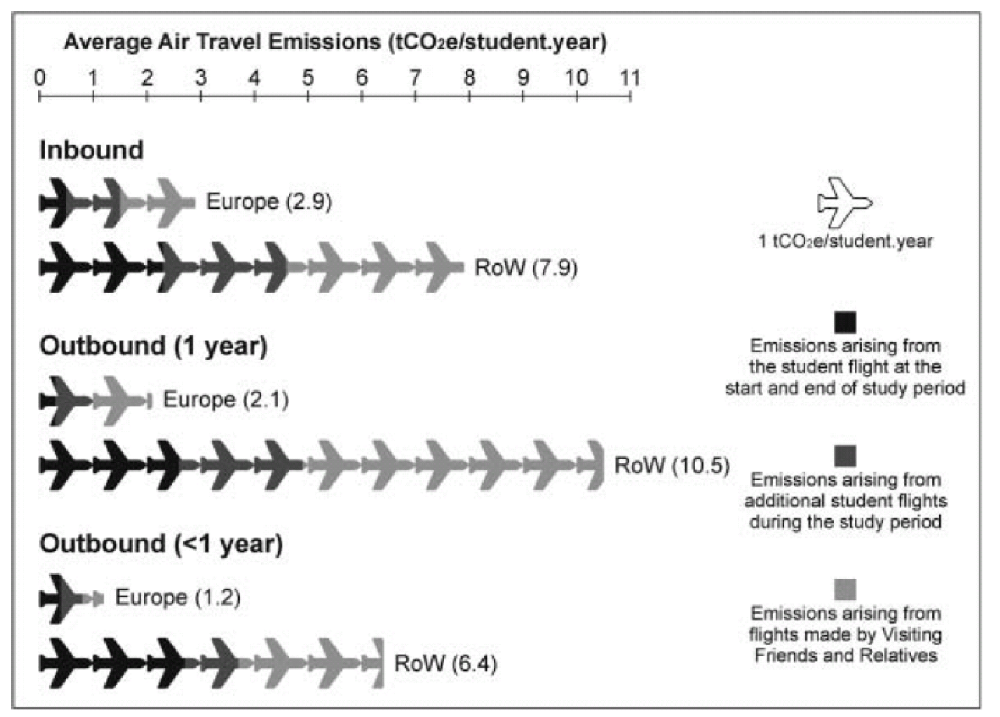 Average Air Travel Emissions (tCO₂e/student.year)
0 1 2 3 4 5 6 7 8 9 10 11
Inbound
Europe (2.9)
RoW (7.9)
Outbound (1 year)
Europe (2.1)
RoW (10.5)
Outbound (<1 year)
Europe (1.2)
RoW (6.4)
1 tCO₂e/student.year
Emissions arising from
the student flight at the
start and end of study period
Emissions arising from
additional student flights
during the study period
Emissions arising from
flights made by Visiting
Friends and Relatives